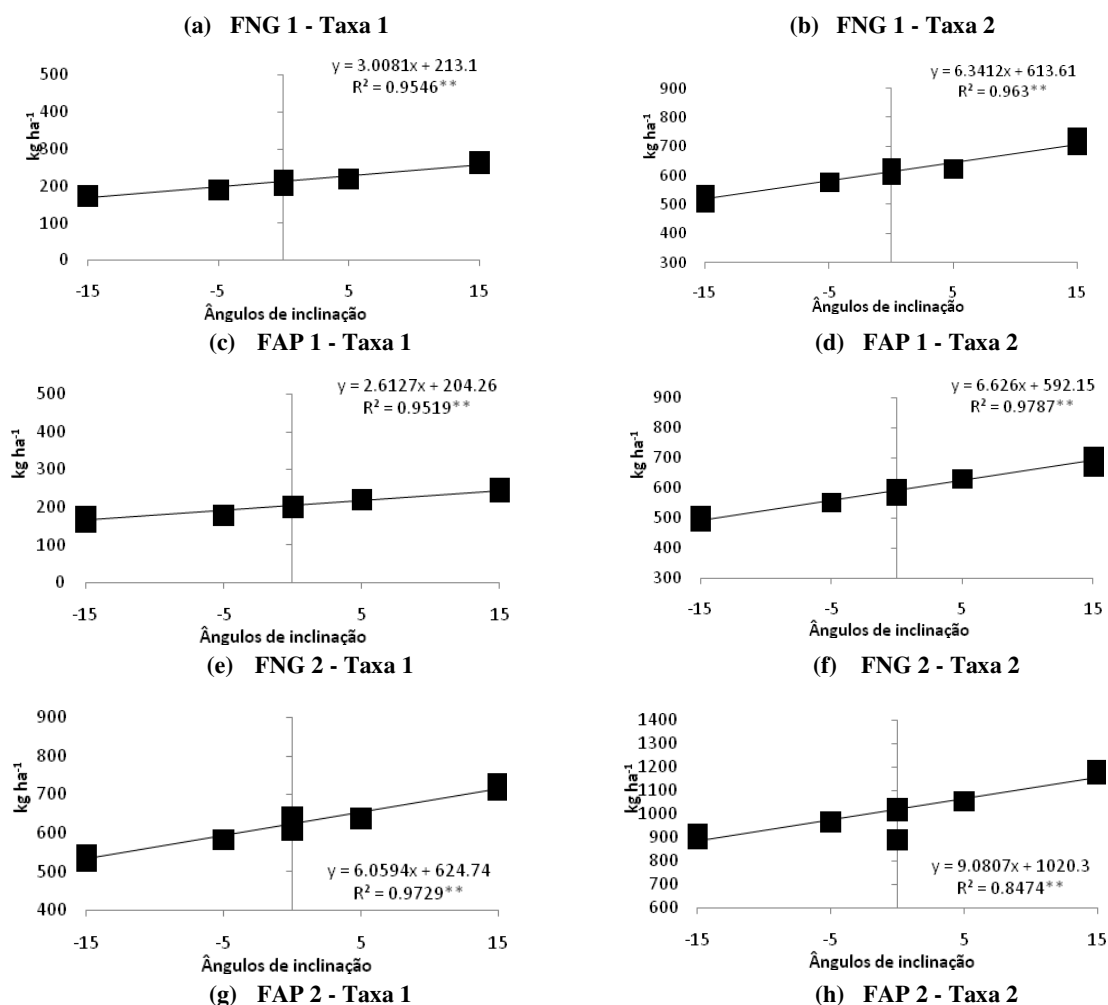 (a) FNG 1 - Taxa 1
(b) FNG 1 - Taxa 2
y = 3.0081x + 213.1
R² = 0.9546**
kg ha⁻¹
500
400
300
200
100
0
-15 -5 5 15
Ângulos de inclinação
y = 6.3412x + 613.61
R² = 0.963**
kg ha⁻¹
900
800
700
600
500
400
300
-15 -5 5 15
Ângulos de inclinação
(c) FAP 1 - Taxa 1
(d) FAP 1 - Taxa 2
y = 2.6127x + 204.26
R² = 0.9519**
kg ha⁻¹
500
400
300
200
100
0
-15 -5 5 15
Ângulos de inclinação
y = 6.626x + 592.15
R² = 0.9787**
kg ha⁻¹
900
800
700
600
500
400
300
-15 -5 5 15
Ângulos de inclinação
(e) FNG 2 - Taxa 1
(f) FNG 2 - Taxa 2
kg ha⁻¹
900
800
700
600
500
400
y = 6.0594x + 624.74
R² = 0.9729**
-15 -5 5 15
Ângulos de inclinação
kg ha⁻¹
1400
1300
1200
1100
1000
900
800
700
600
y = 9.0807x + 1020.3
R² = 0.8474**
-15 -5 5 15
Ângulos de inclinação
(g) FAP 2 - Taxa 1
(h) FAP 2 - Taxa 2